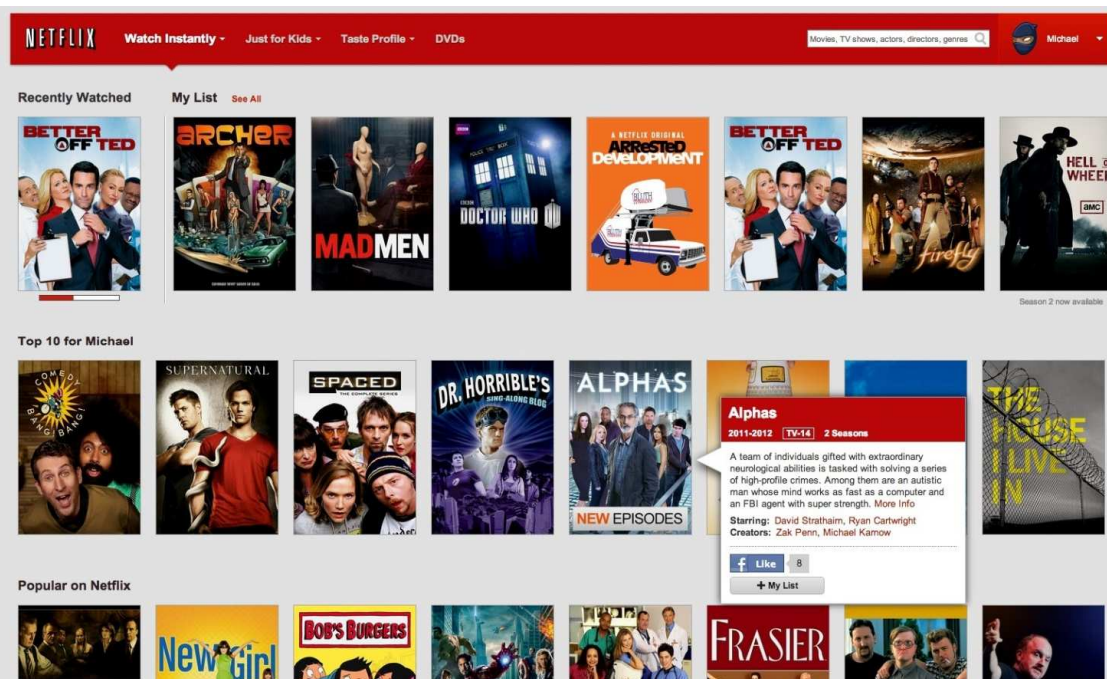 NETFLIX
Watch Instantly
Just for Kids
Taste Profile
DVDs
Movies, TV shows, actors, directors, genres
Michael
Recently Watched
My List
See All
BETTER
OFF TED
ARCHER
MADMEN
BBC
POLICE BOX
DOCTOR WHO
A NETFLIX ORIGINAL
ARRESTED
DEVELOPMENT
BLUTH
BETTER
OFF TED
firefly
HELL
WHEEL
aMC
Season 2 now available
Top 10 for Michael
COMEDY
BANG! BANG!
SUPERNATURAL
SPACED
THE COMPLETE SERIES
DR. HORRIBLE'S
SING-ALONG BLOG
ALPHAS
NEW EPISODES
Alphas
2011-2012 TV-14 2 Seasons
A team of individuals gifted with extraordinary
neurological abilities is tasked with solving a series
of high-profile crimes. Among them are an autistic
man whose mind works as fast as a computer and
an FBI agent with super strength. More Info
Starring: David Strathairn, Ryan Cartwright
Creators: Zak Penn, Michael Karnow
f Like 8
+ My List
THE
HOUSE
I LIVE
IN
Popular on Netflix
New Girl
BOB'S BURGERS
FRASIER